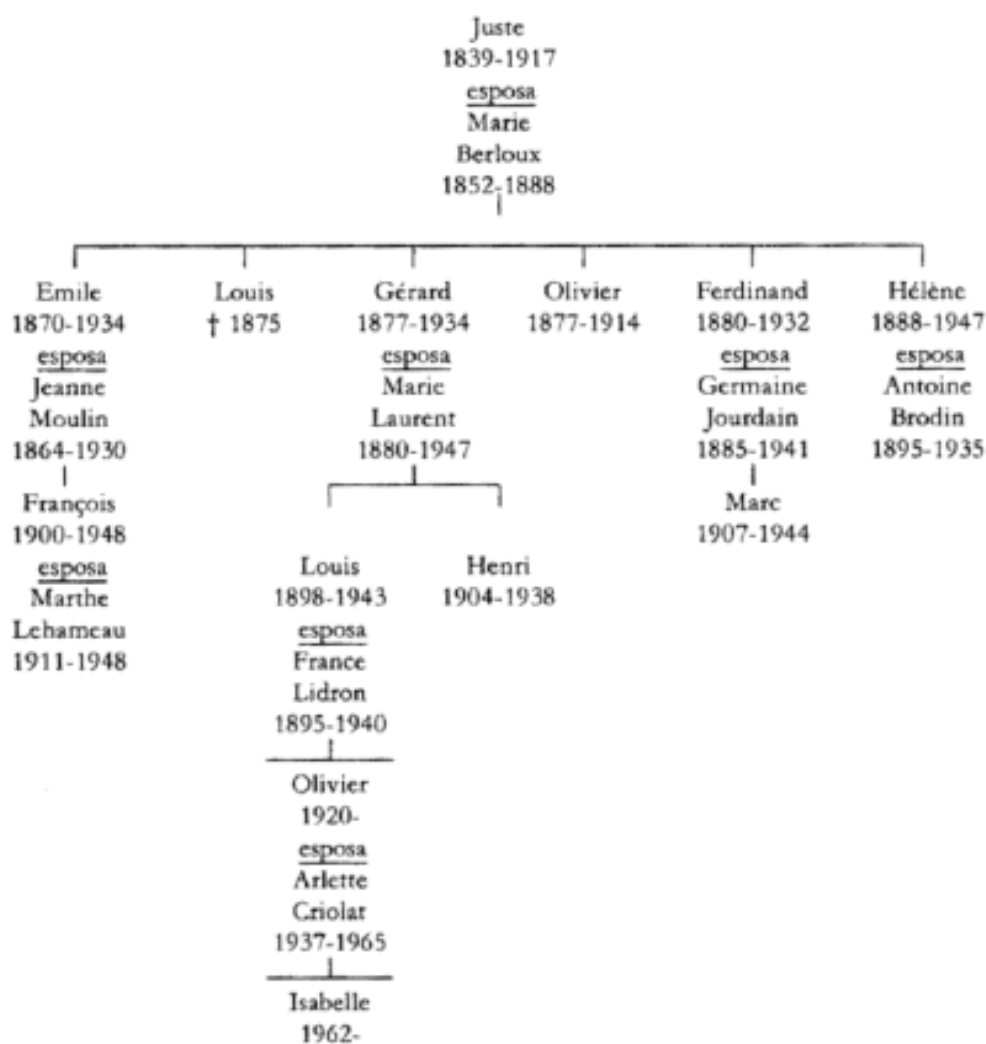 Juste
1839-1917
esposa
Marie
Berloux
1852-1888
Emile
1870-1934
esposa
Jeanne
Moulin
1864-1930
François
1900-1948
esposa
Marthe
Lehameau
1911-1948
Louis
† 1875
Gérard
1877-1934
esposa
Marie
Laurent
1880-1947
Louis
1898-1943
esposa
France
Lidron
1895-1940
Olivier
1920-
esposa
Arlette
Criolat
1937-1965
Isabelle
1962-
Henri
1904-1938
Olivier
1877-1914
Ferdinand
1880-1932
esposa
Germaine
Jourdain
1885-1941
Marc
1907-1944
Hélène
1888-1947
esposa
Antoine
Brodin
1895-1935